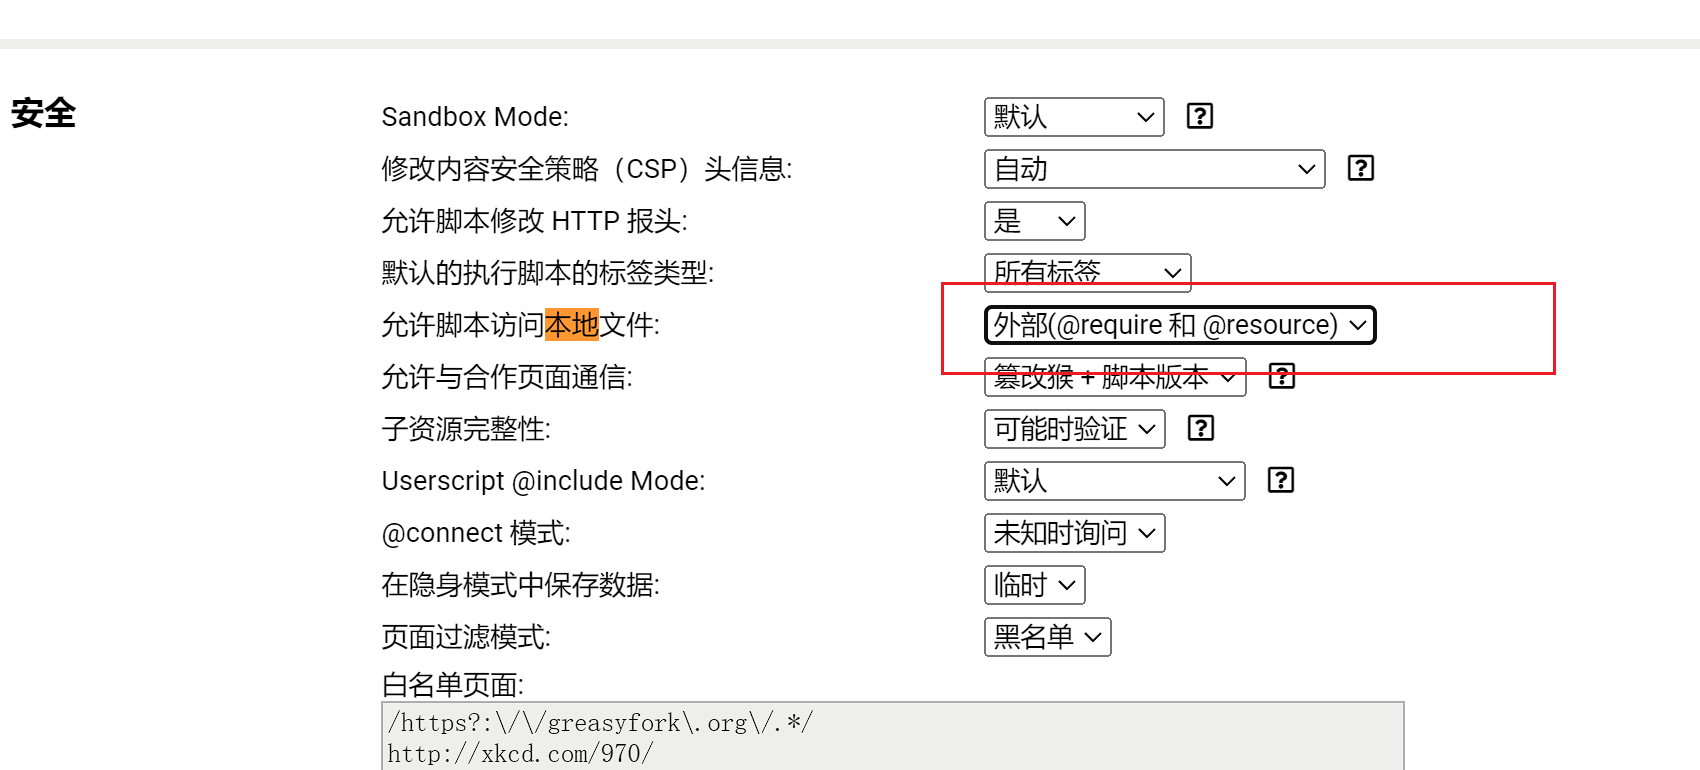 安全
Sandbox Mode: 默认 ?
修改内容安全策略（CSP）头信息: 自动 ?
允许脚本修改 HTTP 报头: 是
默认的执行脚本的标签类型: 所有标签
允许脚本访问本地文件: 外部(@require 和 @resource)
允许与合作页面通信: 篡改猴 + 脚本版本 ?
子资源完整性: 可能时验证 ?
Userscript @include Mode: 默认 ?
@connect 模式: 未知时询问
在隐身模式中保存数据: 临时
页面过滤模式: 黑名单
白名单页面:
/https?:\/\/greasyfork\.org\/.*/
http://xkcd.com/970/